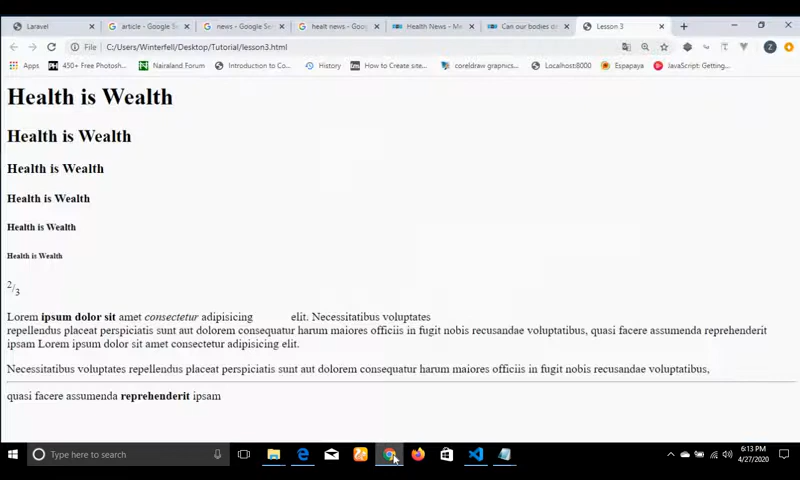 Laravel
article - Google Se
news - Google Sea
healt news - Goog
Health News - Me
Can our bodies de
Lesson 3
File
C:/Users/Winterfell/Desktop/Tutorial/lesson3.html
Apps
450+ Free Photosh...
Nairaland Forum
Introduction to Co...
History
How to Create site...
coreldraw graphics...
Localhost:8000
Espapaya
JavaScript: Getting...
Health is Wealth
Health is Wealth
Health is Wealth
Health is Wealth
Health is Wealth
Health is Wealth
2/3
Lorem ipsum dolor sit amet consectetur adipisicing elit. Necessitatibus voluptates
repellendus placeat perspiciatis sunt aut dolorem consequatur harum maiores officiis in fugit nobis recusandae voluptatibus, quasi facere assumenda reprehenderit
ipsam Lorem ipsum dolor sit amet consectetur adipisicing elit.
Necessitatibus voluptates repellendus placeat perspiciatis sunt aut dolorem consequatur harum maiores officiis in fugit nobis recusandae voluptatibus,
quasi facere assumenda reprehenderit ipsam
Type here to search
6:13 PM
4/27/2020